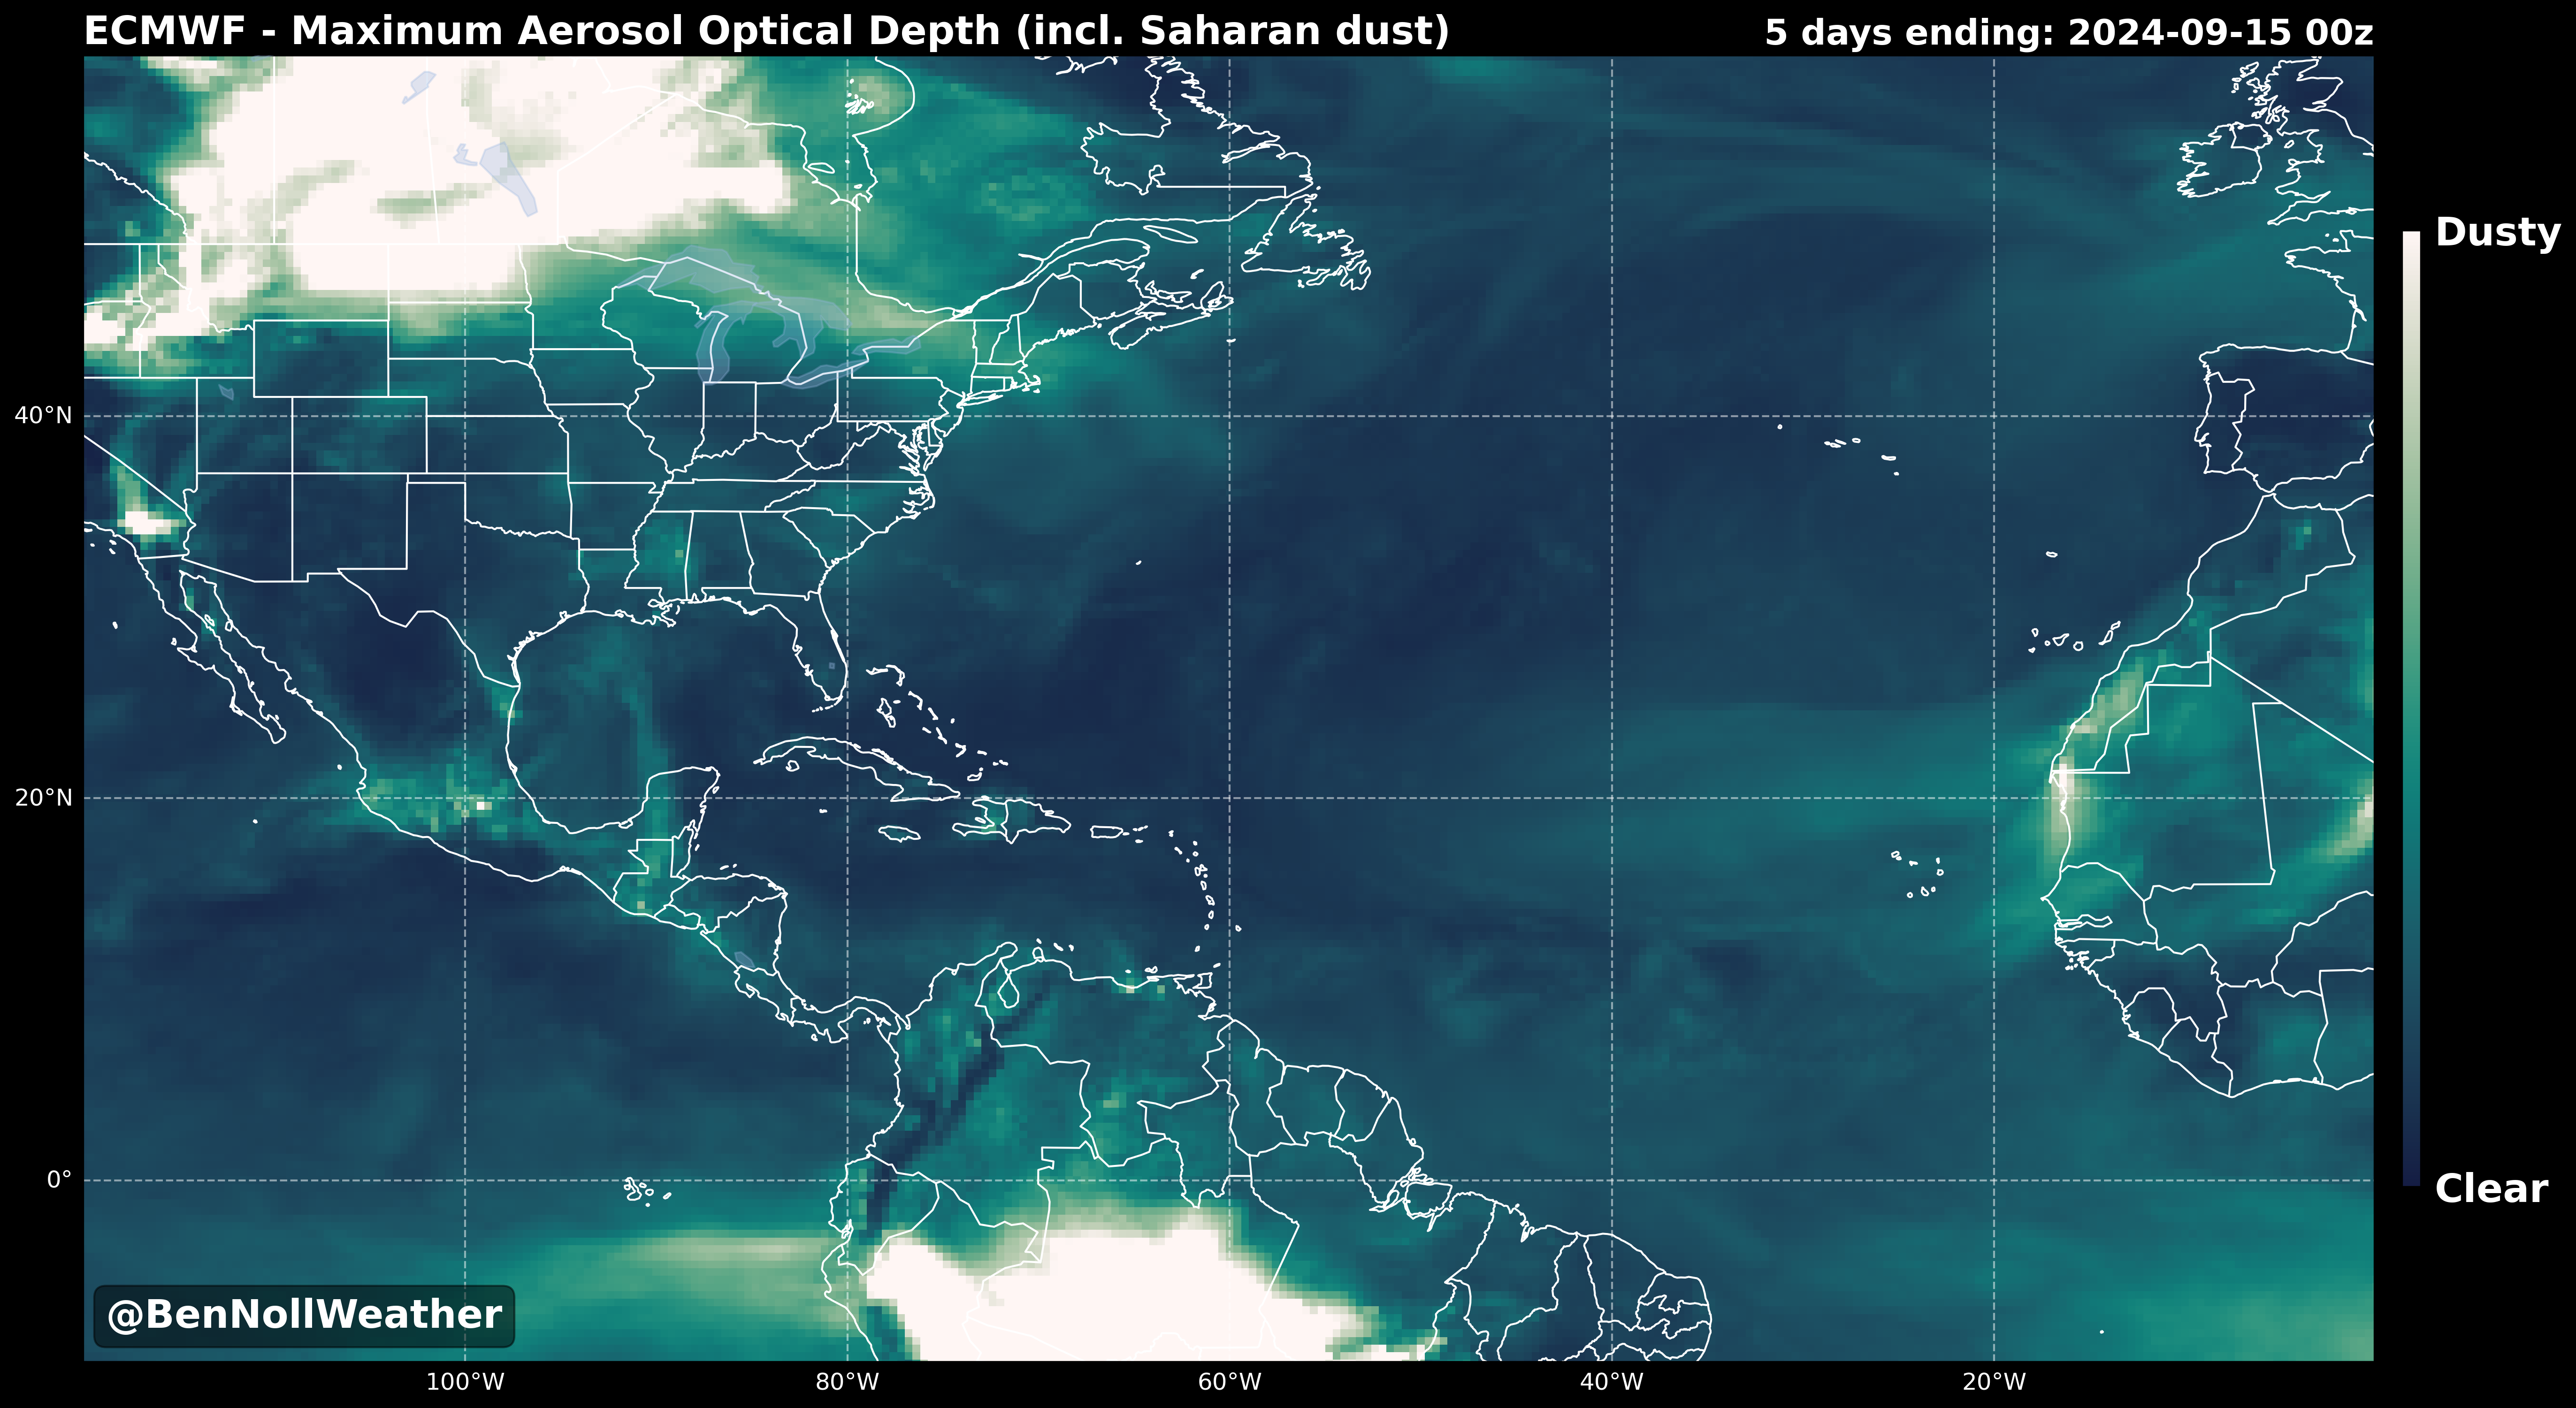 ECMWF - Maximum Aerosol Optical Depth (incl. Saharan dust)
5 days ending: 2024-09-15 00z
Dusty
40°N
20°N
0°
Clear
@BenNollWeather
100°W
80°W
60°W
40°W
20°W